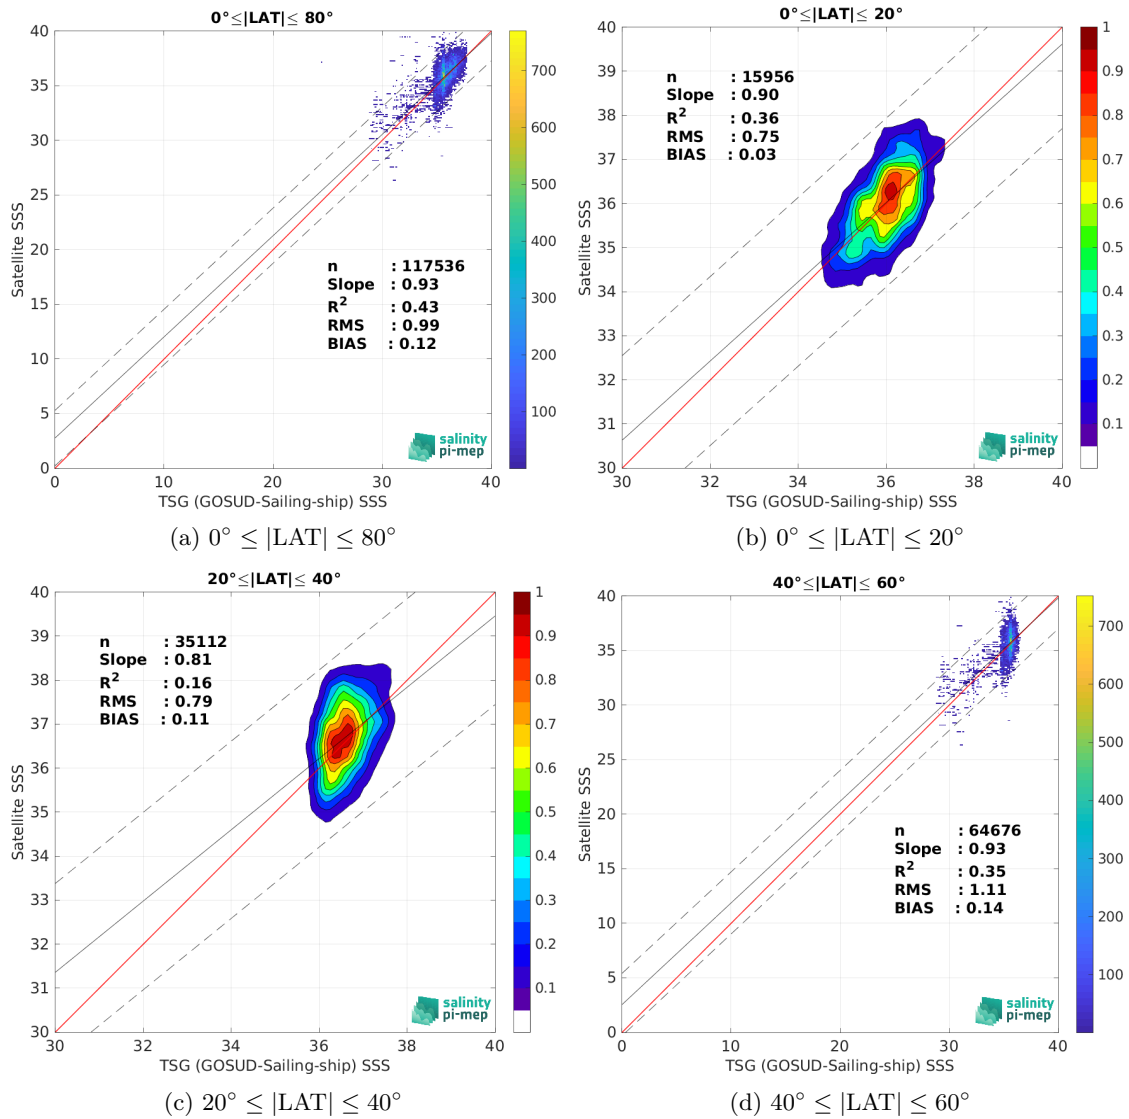 0°≤|LAT|≤ 80°
Satellite SSS
40
35
30
25
20
15
10
5
0
n : 117536
Slope : 0.93
R² : 0.43
RMS : 0.99
BIAS : 0.12
salinity
pi-mep
0 10 20 30 40
TSG (GOSUD-Sailing-ship) SSS
700
600
500
400
300
200
100
(a) 0° ≤ |LAT| ≤ 80°
0°≤|LAT|≤ 20°
Satellite SSS
40
39
38
37
36
35
34
33
32
31
30
n : 15956
Slope : 0.90
R² : 0.36
RMS : 0.75
BIAS : 0.03
salinity
pi-mep
30 32 34 36 38 40
TSG (GOSUD-Sailing-ship) SSS
1
0.9
0.8
0.7
0.6
0.5
0.4
0.3
0.2
0.1
(b) 0° ≤ |LAT| ≤ 20°
20°≤|LAT|≤ 40°
Satellite SSS
40
39
38
37
36
35
34
33
32
31
30
n : 35112
Slope : 0.81
R² : 0.16
RMS : 0.79
BIAS : 0.11
salinity
pi-mep
30 32 34 36 38 40
TSG (GOSUD-Sailing-ship) SSS
1
0.9
0.8
0.7
0.6
0.5
0.4
0.3
0.2
0.1
(c) 20° ≤ |LAT| ≤ 40°
40°≤|LAT|≤ 60°
Satellite SSS
40
35
30
25
20
15
10
5
0
n : 64676
Slope : 0.93
R² : 0.35
RMS : 1.11
BIAS : 0.14
salinity
pi-mep
0 10 20 30 40
TSG (GOSUD-Sailing-ship) SSS
700
600
500
400
300
200
100
(d) 40° ≤ |LAT| ≤ 60°